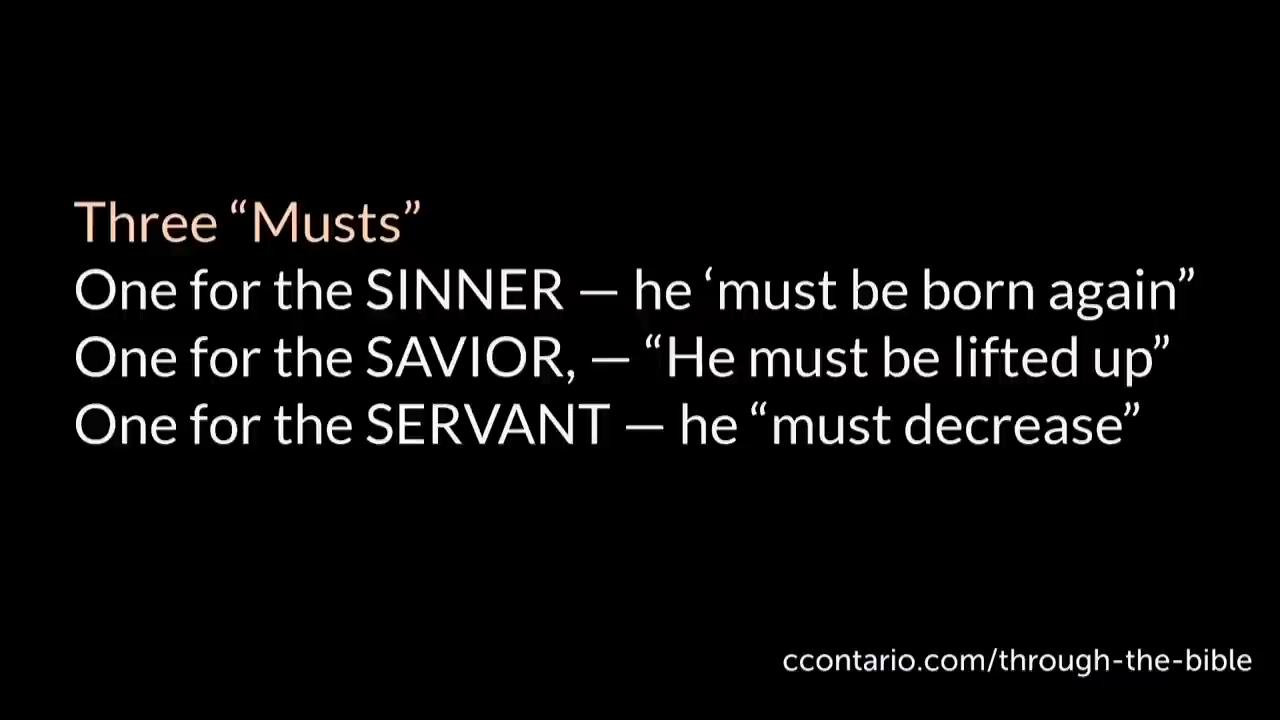 Three “Musts”
One for the SINNER — he ‘must be born again”
One for the SAVIOR, — “He must be lifted up”
One for the SERVANT — he “must decrease”
ccontario.com/through-the-bible